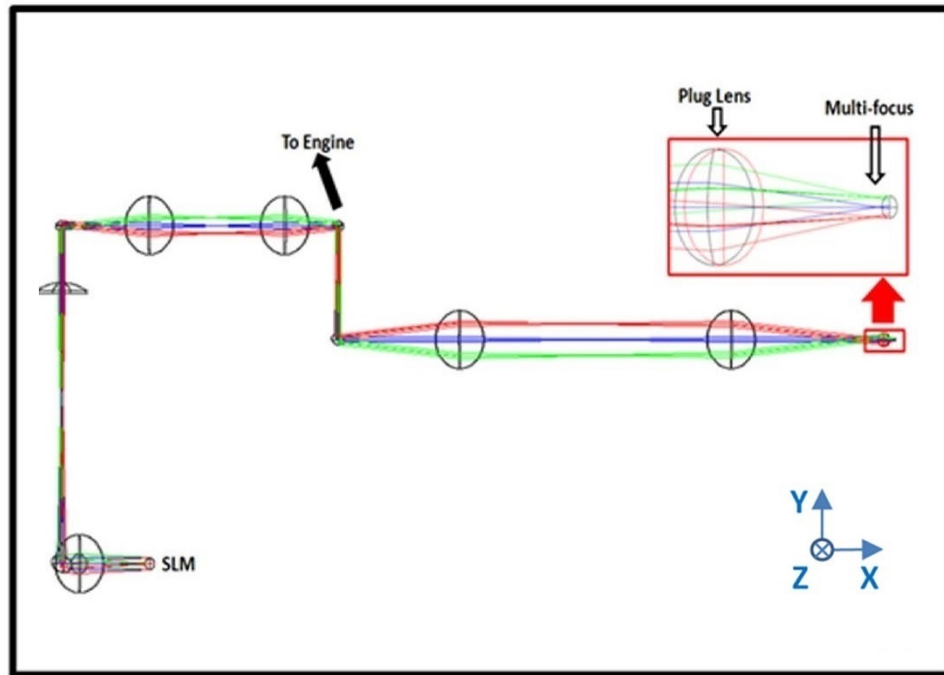 Plug Lens
Multi-focus
To Engine
SLM
Y
Z
X